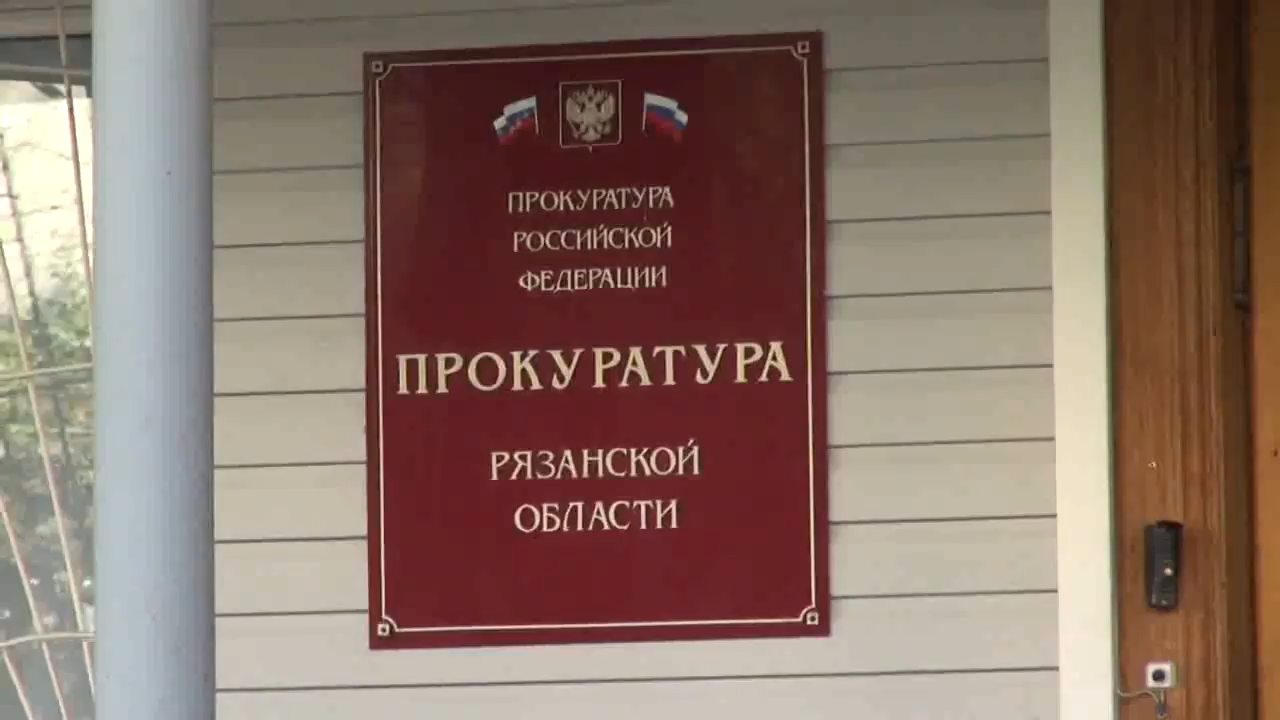 ПРОКУРАТУРА
РОССИЙСКОЙ
ФЕДЕРАЦИИ
ПРОКУРАТУРА
РЯЗАНСКОЙ
ОБЛАСТИ